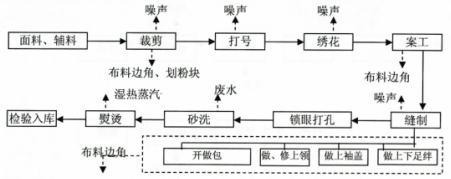 噪声 噪声 噪声
面料、辅料 裁剪 打号 绣花 案工
布料边角、划粉块 布料边角
湿热蒸汽 废水 噪声
检验入库 熨烫 砂洗 锁眼打孔 缝制
布料边角
开做包 做、修上领 做上袖盖 做上下足绊